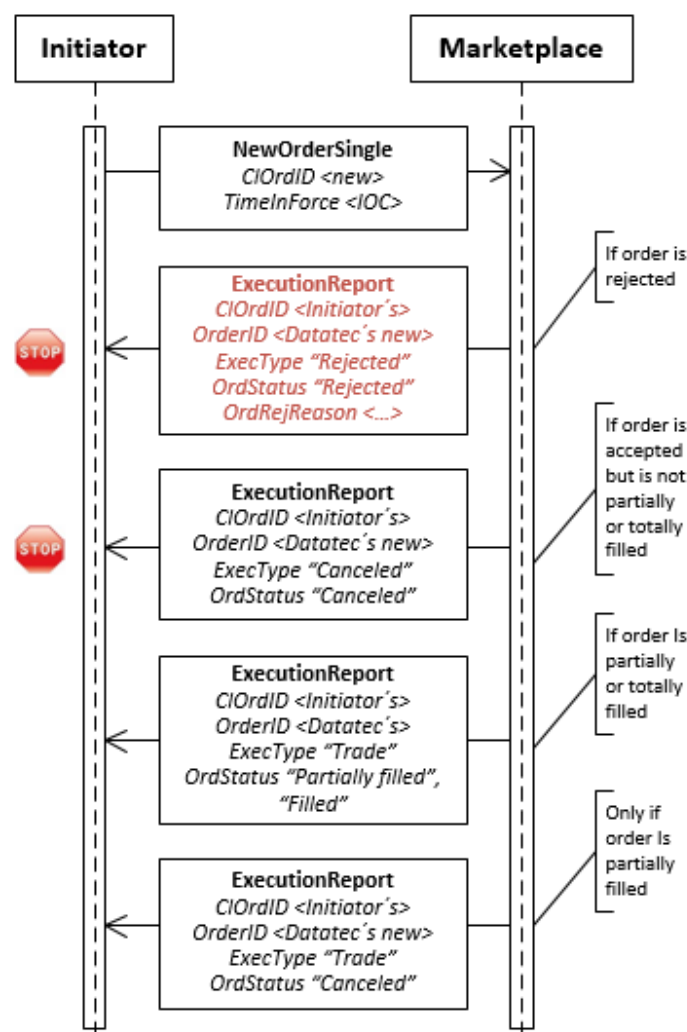 Initiator
Marketplace
NewOrderSingle
ClOrdID <new>
TimeInForce <IOC>
If order is
rejected
ExecutionReport
ClOrdID <Initiator´s>
OrderID <Datatec´s new>
ExecType “Rejected”
OrdStatus “Rejected”
OrdRejReason <...>
STOP
If order is
accepted
but is not
partially
or totally
filled
ExecutionReport
ClOrdID <Initiator´s>
OrderID <Datatec´s new>
ExecType “Canceled”
OrdStatus “Canceled”
STOP
If order Is
partially
or totally
filled
ExecutionReport
ClOrdID <Initiator´s>
OrderID <Datatec´s>
ExecType “Trade”
OrdStatus “Partially filled”,
“Filled”
Only if
order Is
partially
filled
ExecutionReport
ClOrdID <Initiator´s>
OrderID <Datatec´s new>
ExecType “Trade”
OrdStatus “Canceled”